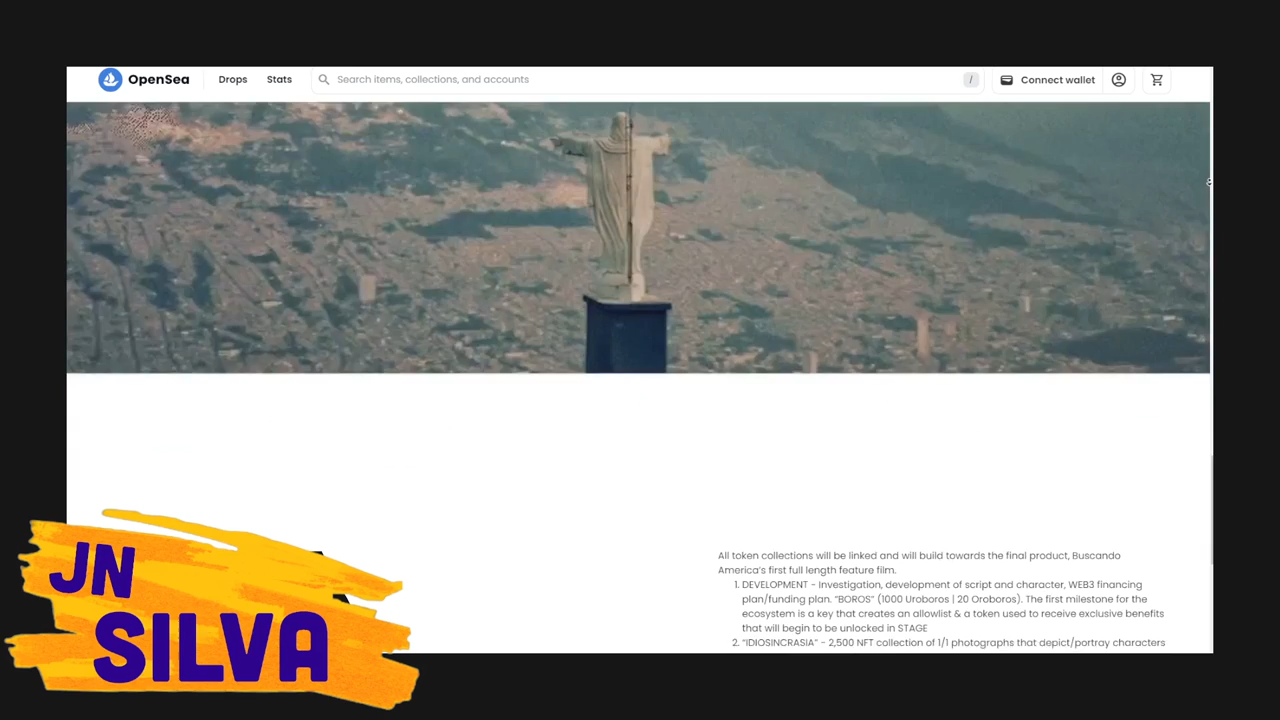 OpenSea
Drops
Stats
Search items, collections, and accounts
/
Connect wallet
All token collections will be linked and will build towards the final product, Buscando
America's first full length feature film.
1. DEVELOPMENT - Investigation, development of script and character, WEB3 financing
plan/funding plan. “BOROS” (1000 Uroboros | 20 Oroboros). The first milestone for the
ecosystem is a key that creates an allowlist & a token used to receive exclusive benefits
that will begin to be unlocked in STAGE
2. “IDIOSINCRASIA” - 2,500 NFT collection of 1/1 photographs that depict/portray characters
JN
SILVA